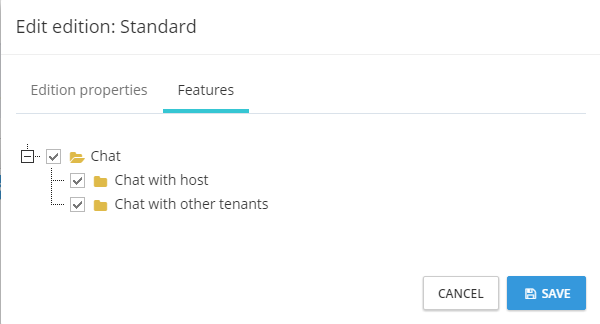 Edit edition: Standard
Edition properties Features
Chat
Chat with host
Chat with other tenants
CANCEL SAVE